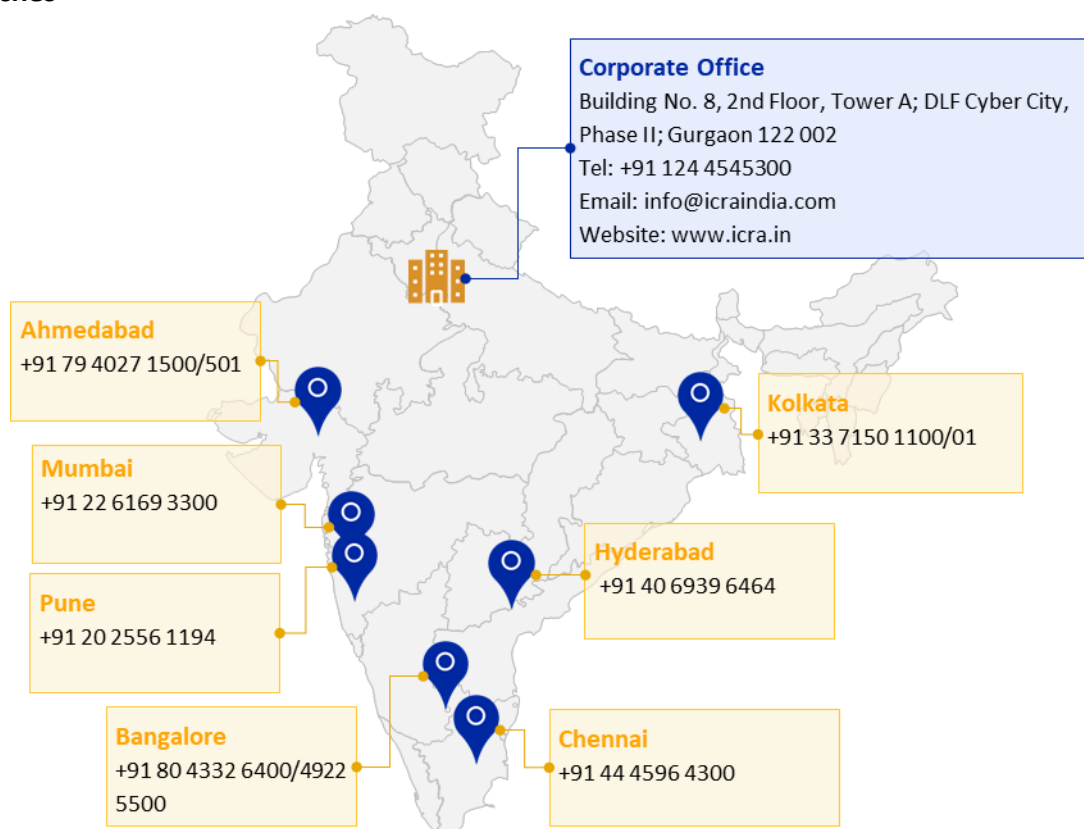 Corporate Office
Building No. 8, 2nd Floor, Tower A; DLF Cyber City,
Phase II; Gurgaon 122 002
Tel: +91 124 4545300
Email: info@icraindia.com
Website: www.icra.in
Ahmedabad
+91 79 4027 1500/501
Kolkata
+91 33 7150 1100/01
Mumbai
+91 22 6169 3300
Hyderabad
+91 40 6939 6464
Pune
+91 20 2556 1194
Bangalore
+91 80 4332 6400/4922
5500
Chennai
+91 44 4596 4300